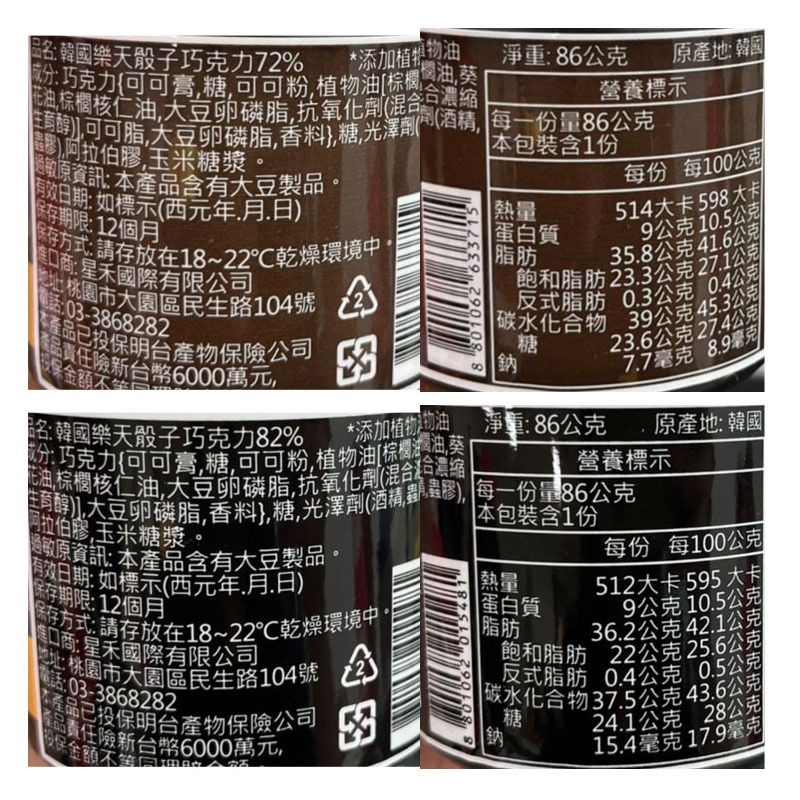 品名: 韓國樂天骰子巧克力72% *添加植物油
成分: 巧克力{可可膏,糖,可可粉,植物油[棕櫚油,葵
花油,棕櫚核仁油,大豆卵磷脂,抗氧化劑(混合濃縮
生育醇)],可可脂,大豆卵磷脂,香料},糖,光澤劑(酒精,
蟲膠),阿拉伯膠,玉米糖漿。
過敏原資訊: 本產品含有大豆製品。
有效日期: 如標示(西元年.月.日)
保存期限: 12個月
保存方式: 請存放在18~22°C乾燥環境中。
進口商: 星禾國際有限公司
地址: 桃園市大園區民生路104號
電話: 03-3868282
本產品已投保明台產物保險公司
產品責任險新台幣6000萬元,
淨重: 86公克 原產地: 韓國
營養標示
每一份量86公克
本包裝含1份
每份 每100公克
熱量 514大卡 598 大卡
蛋白質 9公克 10.5公克
脂肪 35.8公克 41.6公克
飽和脂肪 23.3公克 27.1公克
反式脂肪 0.3公克 0.4公克
碳水化合物 39公克 45.3公克
糖 23.6公克 27.4公克
鈉 7.7毫克 8.9毫克
8 801062 633715
品名: 韓國樂天骰子巧克力82% *添加植物油
成分: 巧克力{可可膏,糖,可可粉,植物油[棕櫚油,葵
花油,棕櫚核仁油,大豆卵磷脂,抗氧化劑(混合濃縮
生育醇)],大豆卵磷脂,香料},糖,光澤劑(酒精,蟲膠),
阿拉伯膠,玉米糖漿。
過敏原資訊: 本產品含有大豆製品。
有效日期: 如標示(西元年.月.日)
保存期限: 12個月
保存方式: 請存放在18~22°C乾燥環境中。
進口商: 星禾國際有限公司
地址: 桃園市大園區民生路104號
電話: 03-3868282
本產品已投保明台產物保險公司
產品責任險新台幣6000萬元,
淨重: 86公克 原產地: 韓國
營養標示
每一份量86公克
本包裝含1份
每份 每100公克
熱量 512大卡 595 大卡
蛋白質 9公克 10.5公克
脂肪 36.2公克 42.1公克
飽和脂肪 22公克 25.6公克
反式脂肪 0.4公克 0.5公克
碳水化合物 37.5公克 43.6公克
糖 24.1公克 28公克
鈉 15.4毫克 17.9毫克
8 801062 015481